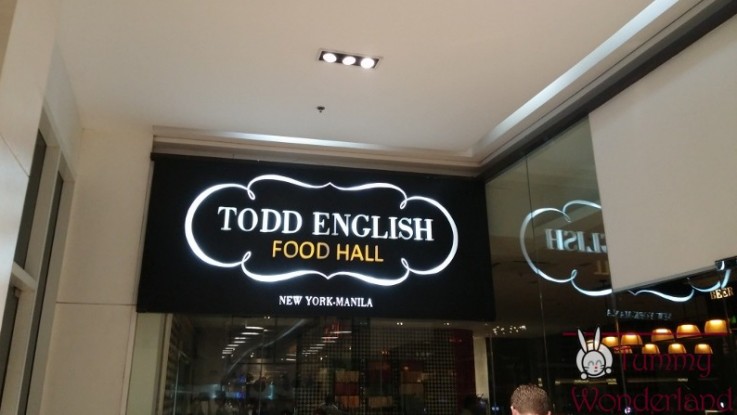 TODD ENGLISH
FOOD HALL
NEW YORK-MANILA
Yummy
Wonderland